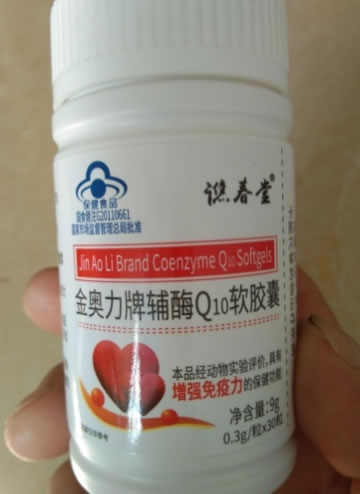 谯春堂®
保健食品
国食健注G20110661
国家市场监督管理总局批准
Jin Ao Li Brand Coenzyme Q10 Softgels
金奥力牌辅酶Q10软胶囊
本品经动物实验评价,具有
增强免疫力的保健功能
净含量:9g
0.3g/粒x30粒